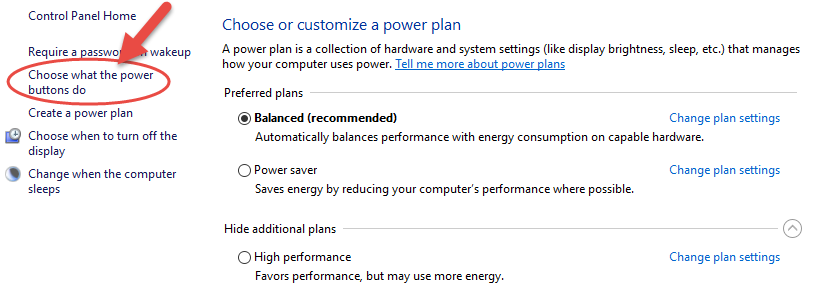 Control Panel Home
Require a password on wakeup
Choose what the power
buttons do
Create a power plan
Choose when to turn off the
display
Change when the computer
sleeps
Choose or customize a power plan
A power plan is a collection of hardware and system settings (like display brightness, sleep, etc.) that manages
how your computer uses power. Tell me more about power plans
Preferred plans
Balanced (recommended) Change plan settings
Automatically balances performance with energy consumption on capable hardware.
Power saver Change plan settings
Saves energy by reducing your computer's performance where possible.
Hide additional plans
High performance Change plan settings
Favors performance, but may use more energy.